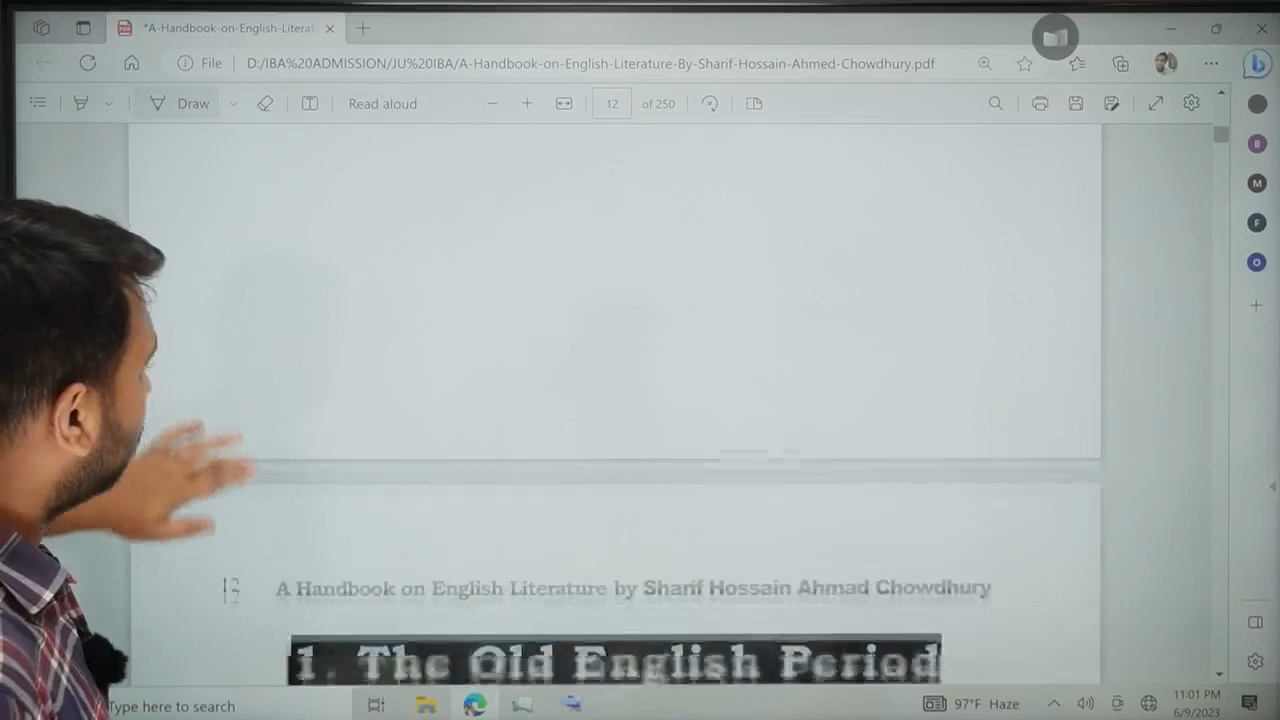 *A-Handbook-on-English-Literat
File
D:/IBA%20ADMISSION/JU%20IBA/A-Handbook-on-English-Literature-By-Sharif-Hossain-Ahmed-Chowdhury.pdf
Draw
Read aloud
12
of 250
M
F
O
A Handbook on English Literature by Sharif Hossain Ahmad Chowdhury
1. The Old English Period
Type here to search
97°F Haze
11:01 PM
6/9/2023